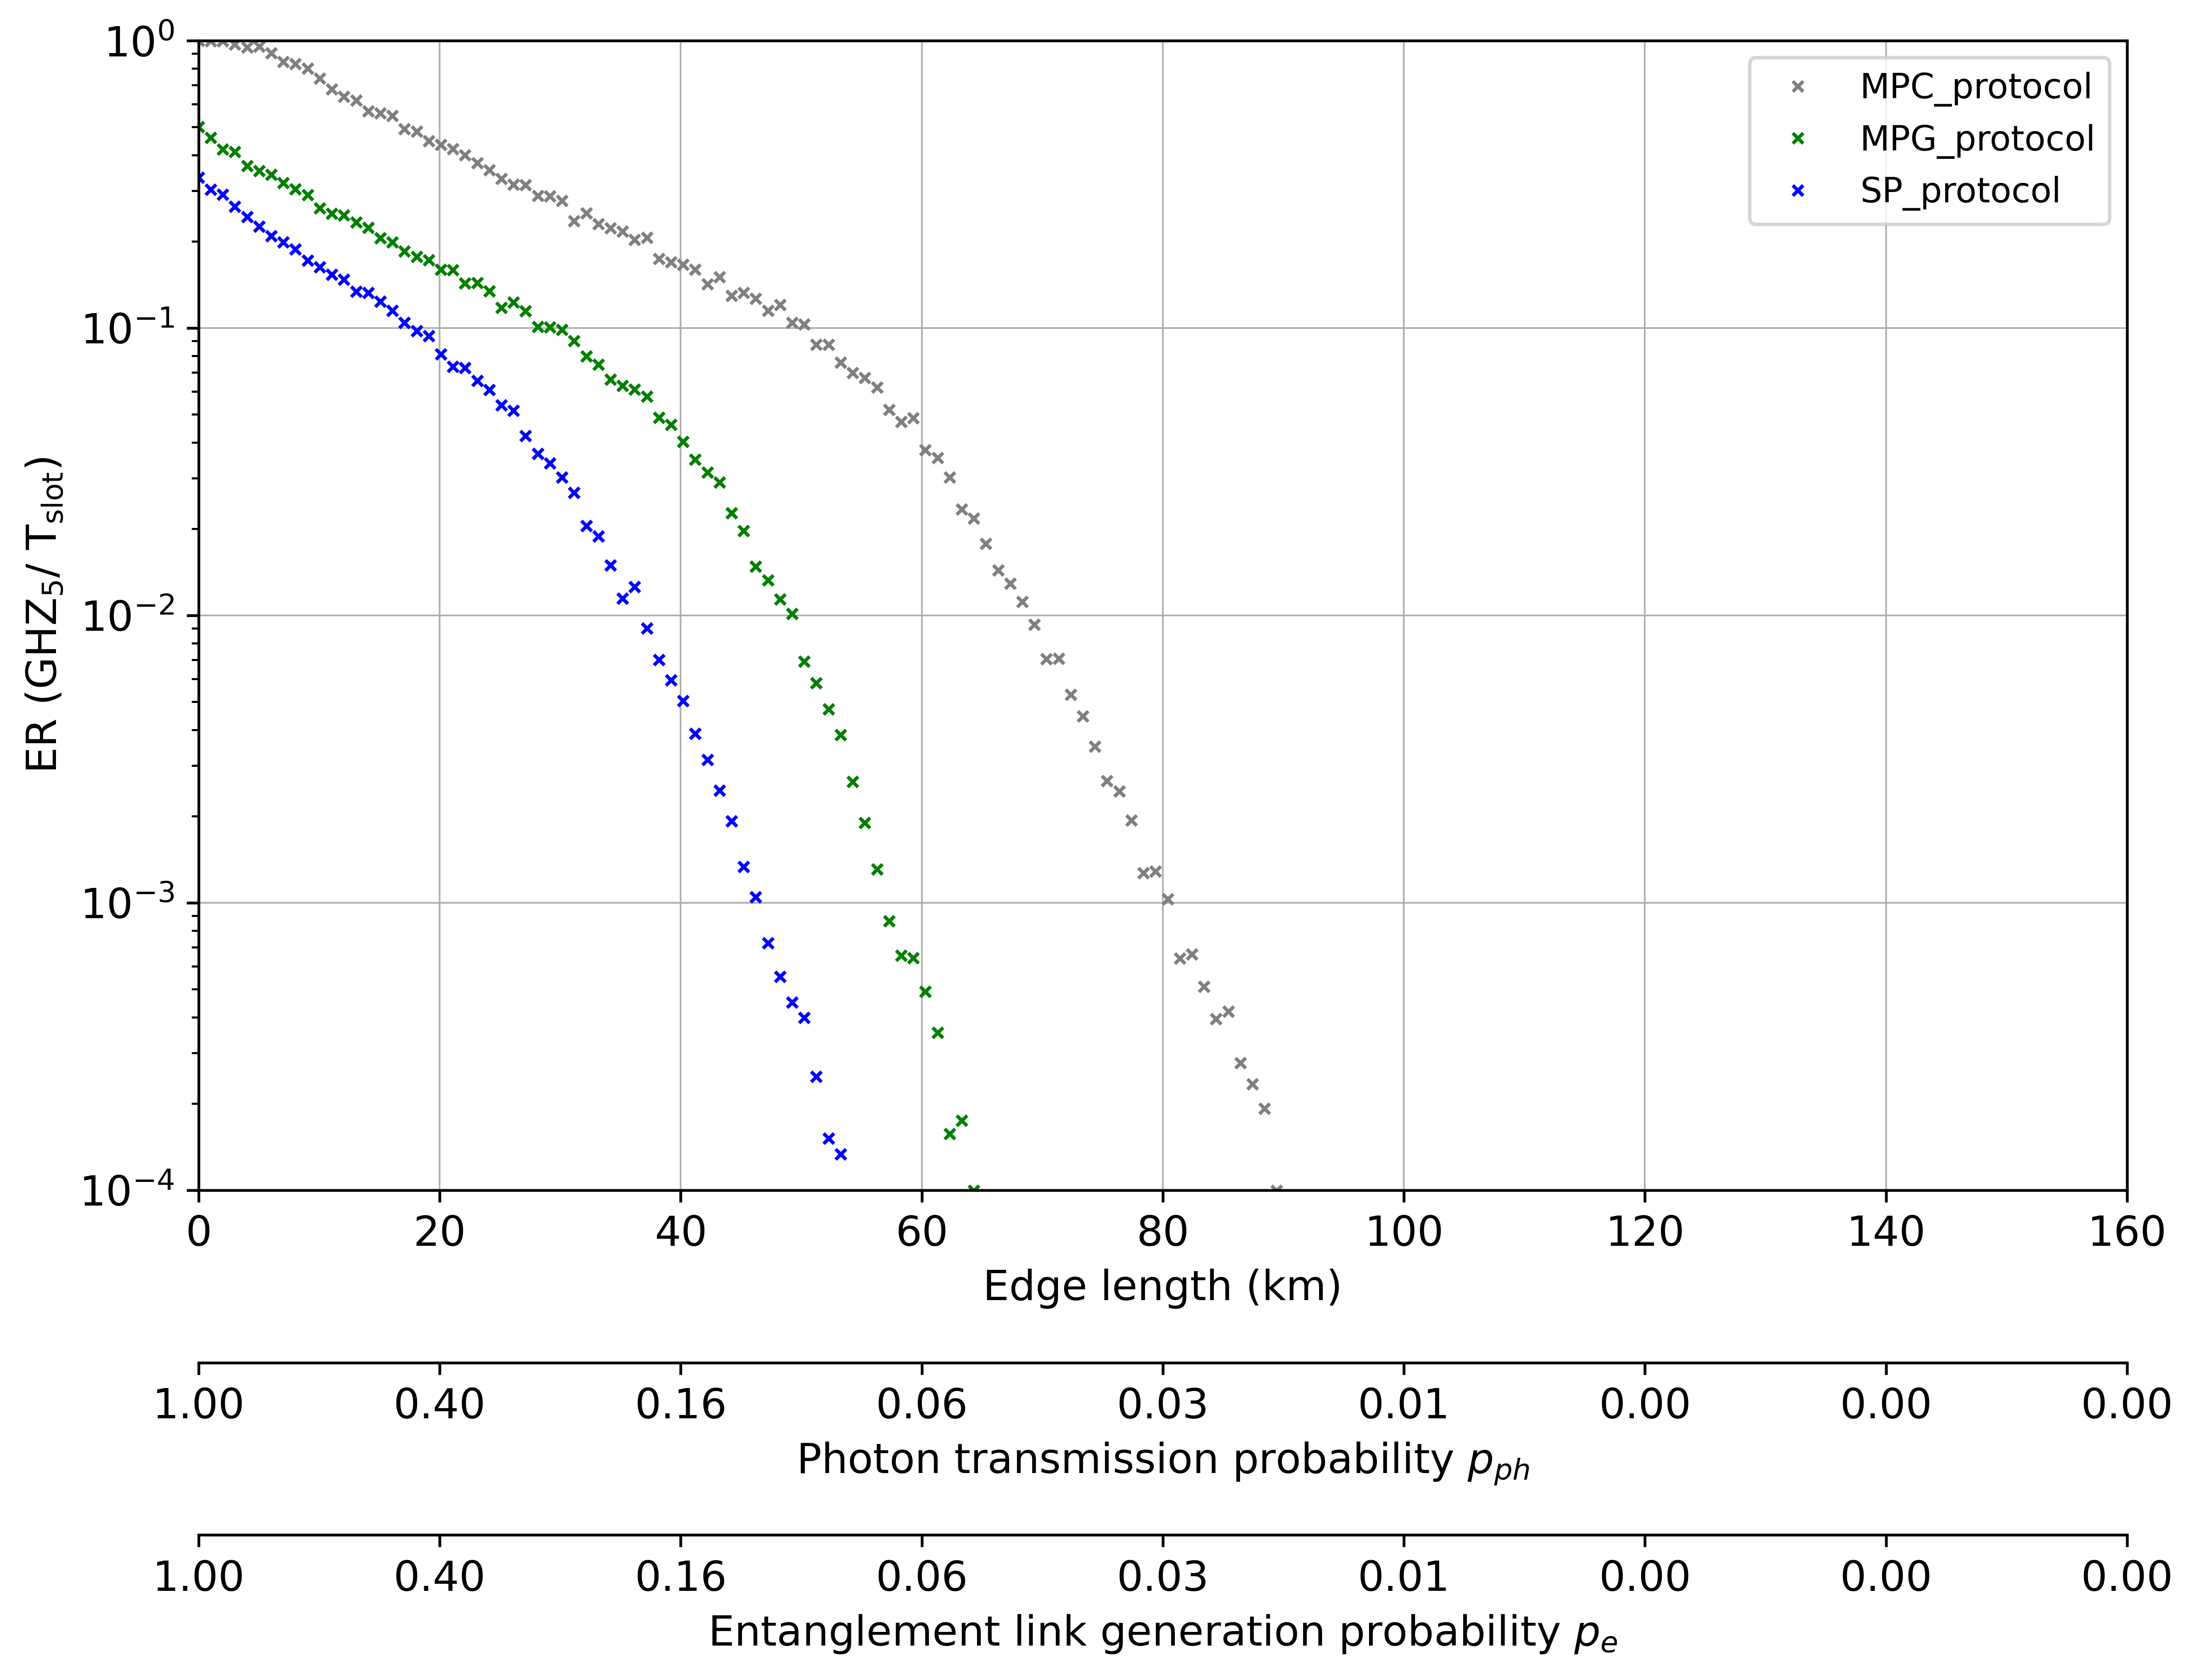 10⁰
10⁻¹
10⁻²
10⁻³
10⁻⁴
ER (GHZ₅/ Tₛₗₒₜ)
MPC_protocol
MPG_protocol
SP_protocol
0 20 40 60 80 100 120 140 160
Edge length (km)
1.00 0.40 0.16 0.06 0.03 0.01 0.00 0.00 0.00
Photon transmission probability pₚₕ
1.00 0.40 0.16 0.06 0.03 0.01 0.00 0.00 0.00
Entanglement link generation probability pₑ